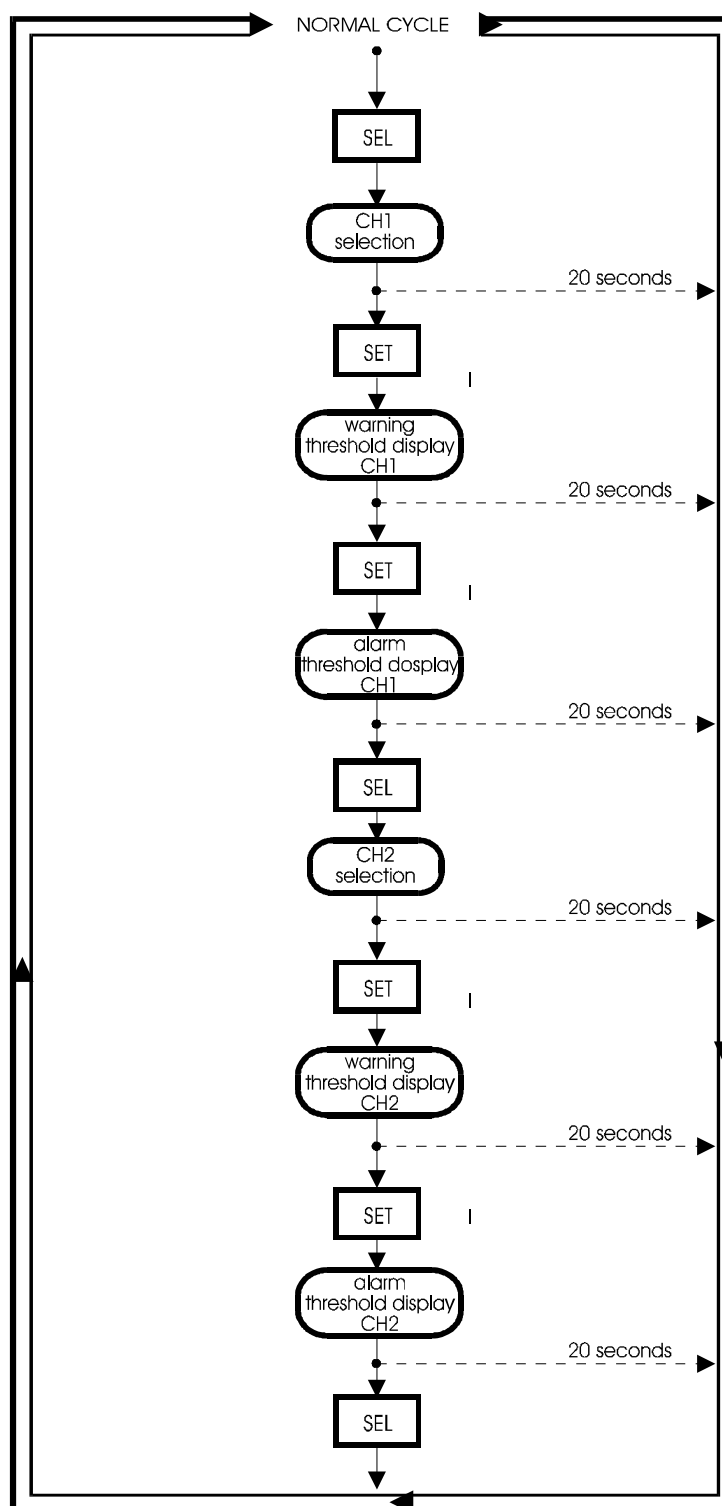 NORMAL CYCLE
SEL
CH1
selection
20 seconds
SET
I
warning
threshold display
CH1
20 seconds
SET
I
alarm
threshold dosplay
CH1
20 seconds
SEL
CH2
selection
20 seconds
SET
I
warning
threshold display
CH2
20 seconds
SET
I
alarm
threshold display
CH2
20 seconds
SEL